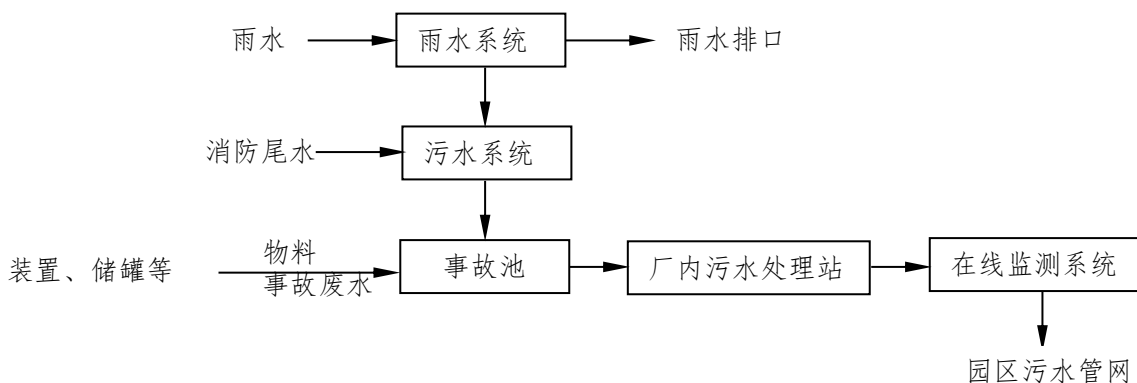 雨水
雨水系统
雨水排口
消防尾水
污水系统
装置、储罐等
物料
事故废水
事故池
厂内污水处理站
在线监测系统
园区污水管网